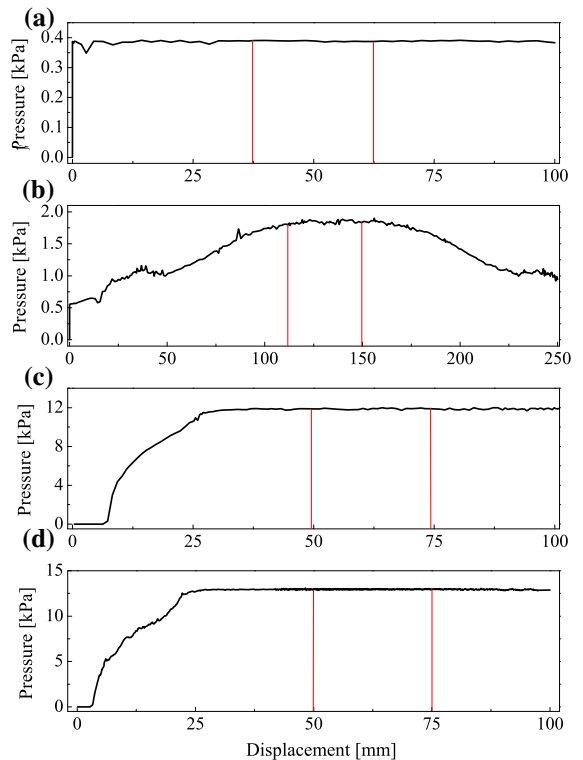 (a)
Pressure [kPa]
0.4
0.3
0.2
0.1
0.0
0 25 50 75 100
(b)
Pressure [kPa]
2.0
1.5
1.0
0.5
0.0
0 50 100 150 200 250
(c)
Pressure [kPa]
12
8
4
0
0 25 50 75 100
(d)
Pressure [kPa]
15
10
5
0
0 25 50 75 100
Displacement [mm]